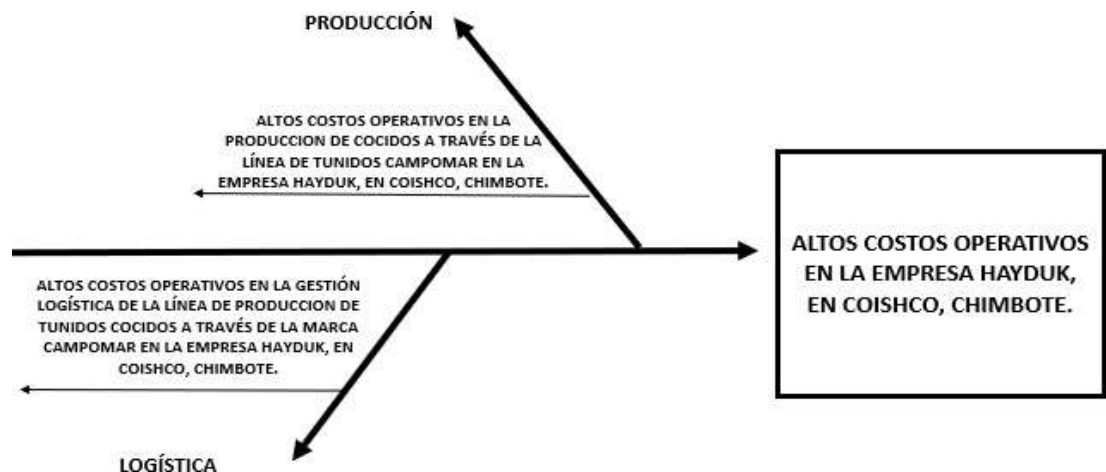 PRODUCCIÓN
ALTOS COSTOS OPERATIVOS EN LA
PRODUCCION DE COCIDOS A TRAVÉS DE LA
LÍNEA DE TUNIDOS CAMPOMAR EN LA
EMPRESA HAYDUK, EN COISHCO, CHIMBOTE.
ALTOS COSTOS OPERATIVOS
EN LA EMPRESA HAYDUK,
EN COISHCO, CHIMBOTE.
ALTOS COSTOS OPERATIVOS EN LA GESTIÓN
LOGÍSTICA DE LA LÍNEA DE PRODUCCION DE
TUNIDOS COCIDOS A TRAVÉS DE LA MARCA
CAMPOMAR EN LA EMPRESA HAYDUK, EN
COISHCO, CHIMBOTE.
LOGÍSTICA